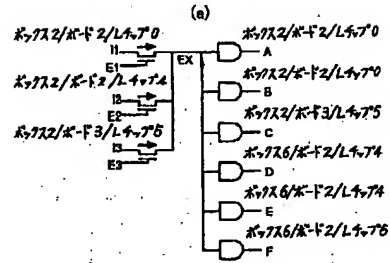 (a)
ボックス2/ボード2/Lチップ0
I1
E1
ボックス2/ボード2/Lチップ4
I2
E2
ボックス2/ボード3/Lチップ5
I3
E3
EX
ボックス2/ボード2/Lチップ0
A
ボックス2/ボード2/Lチップ0
B
ボックス2/ボード3/Lチップ5
C
ボックス6/ボード2/Lチップ4
D
ボックス6/ボード2/Lチップ4
E
ボックス6/ボード2/Lチップ6
F